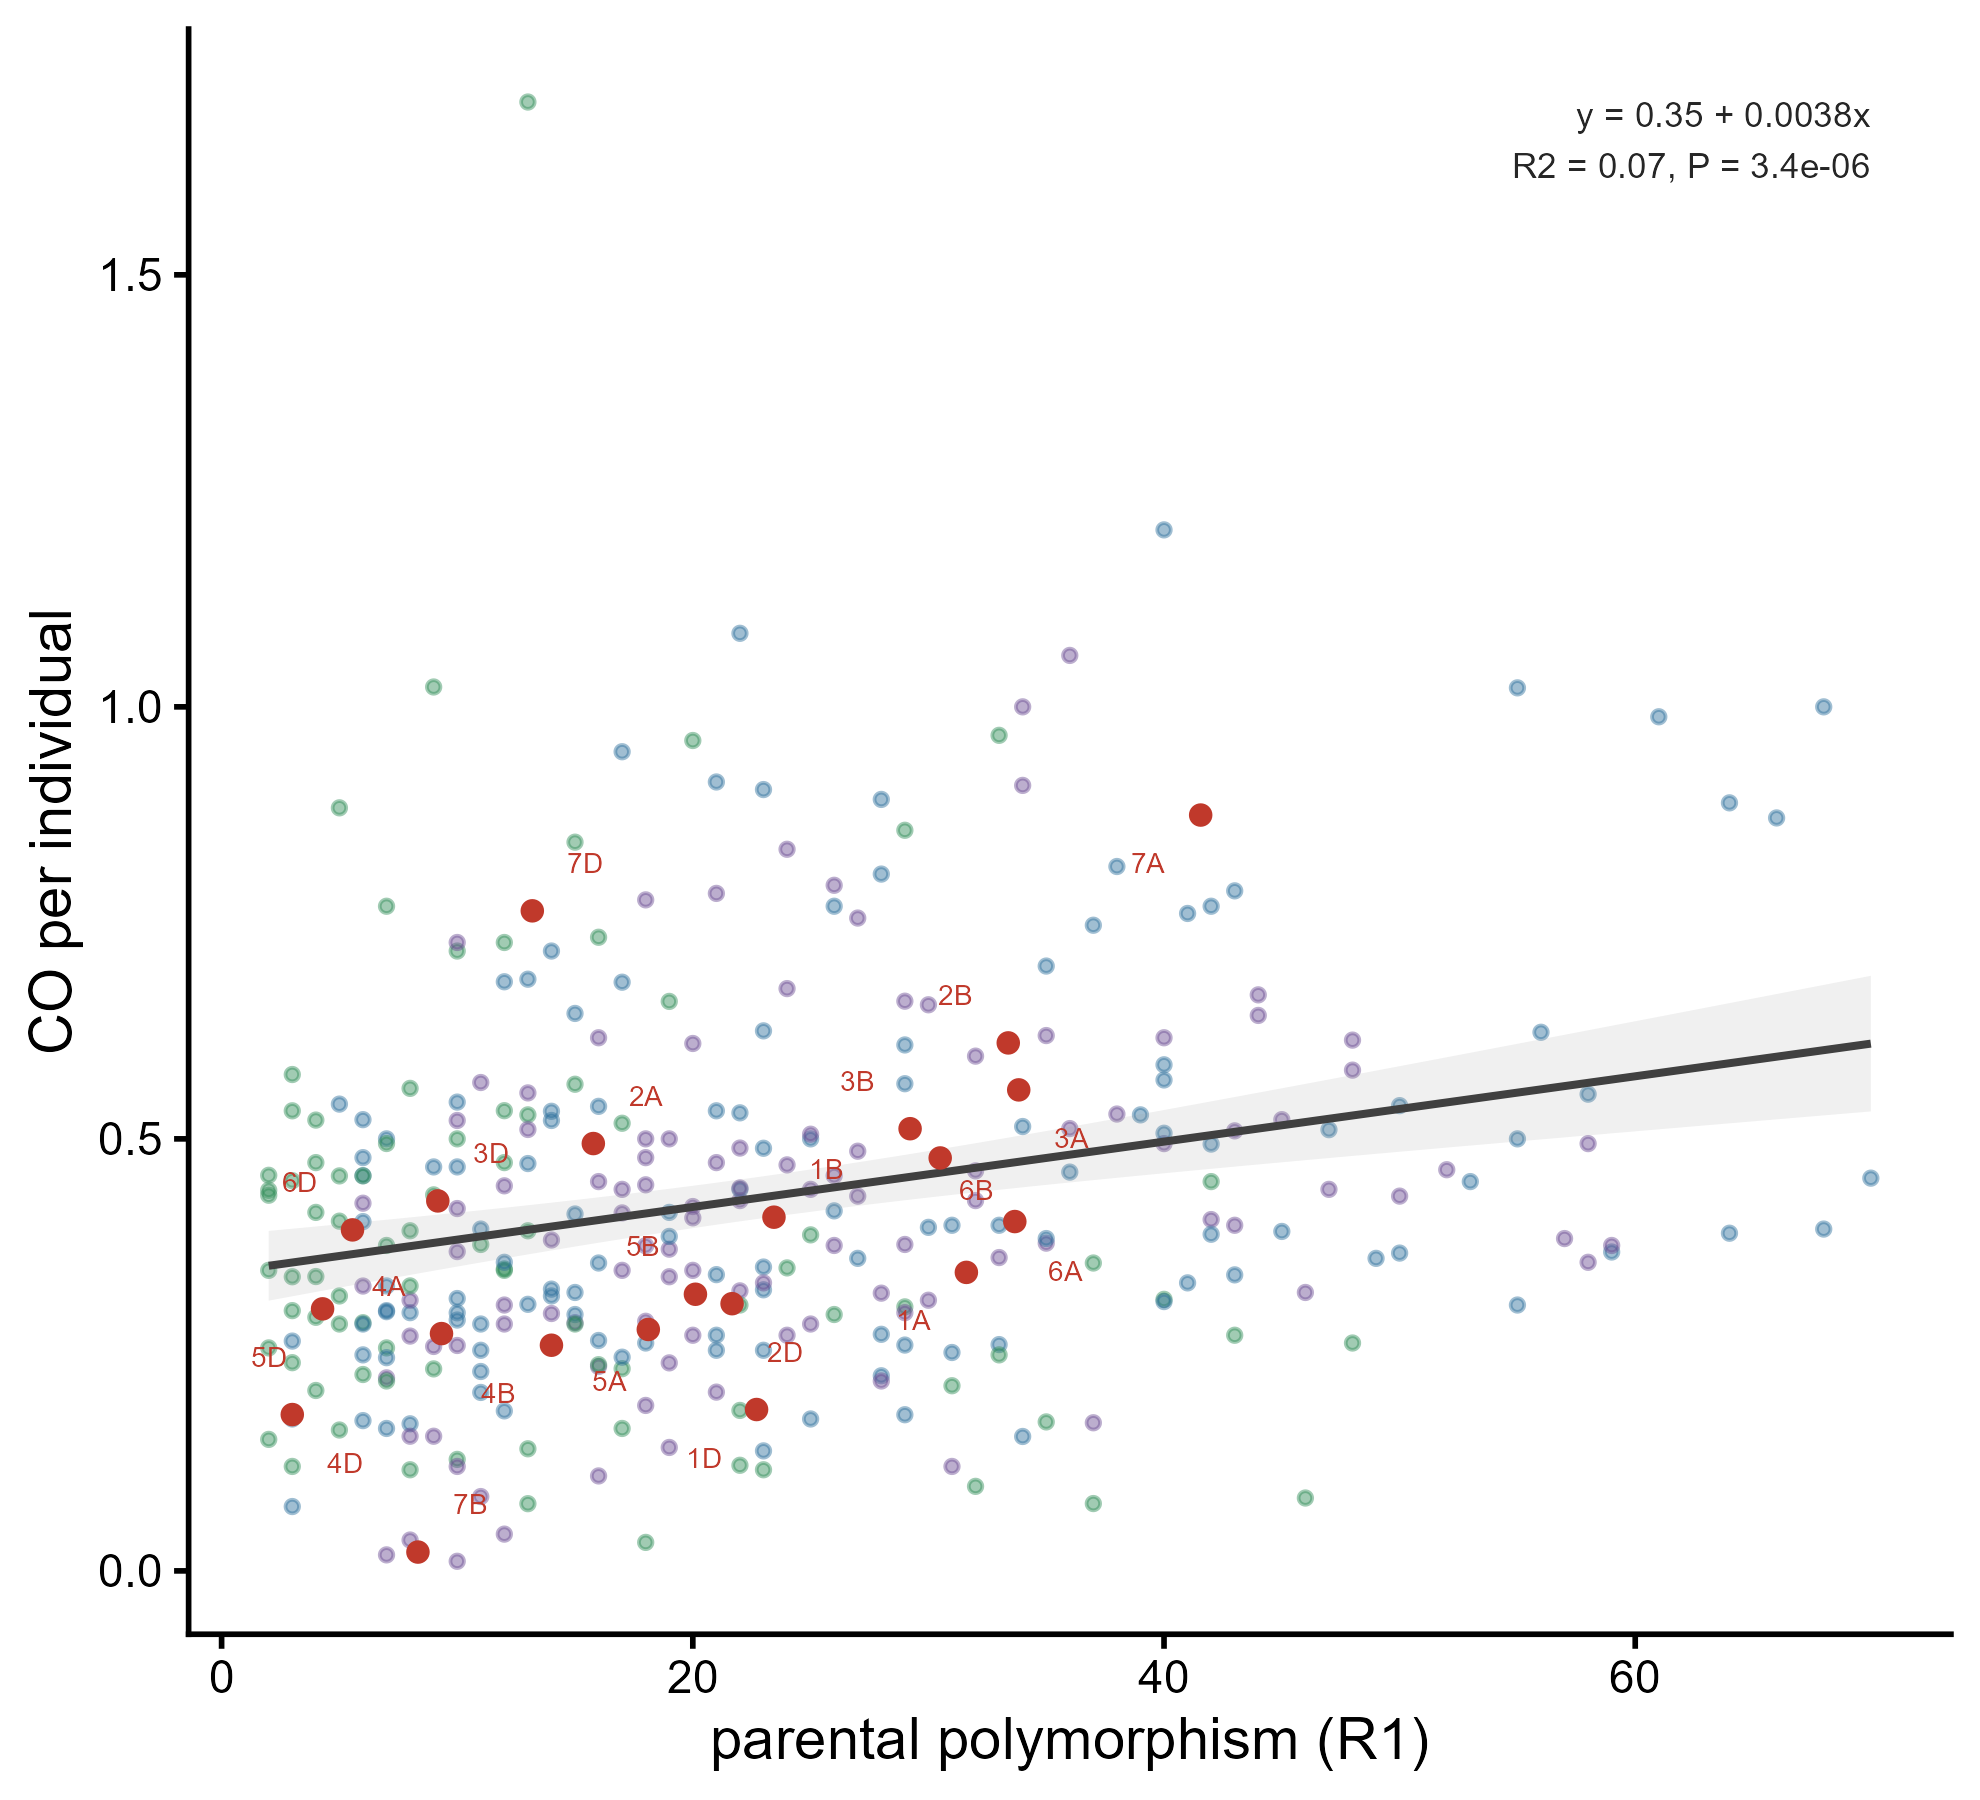 y = 0.35 + 0.0038x
R2 = 0.07, P = 3.4e-06
1.5
1.0
0.5
0.0
CO per individual
7D
7A
2B
3B
2A
3A
3D
1B
6D
6B
5B
6A
4A
1A
2D
5D
5A
4B
1D
4D
7B
0
20
40
60
parental polymorphism (R1)